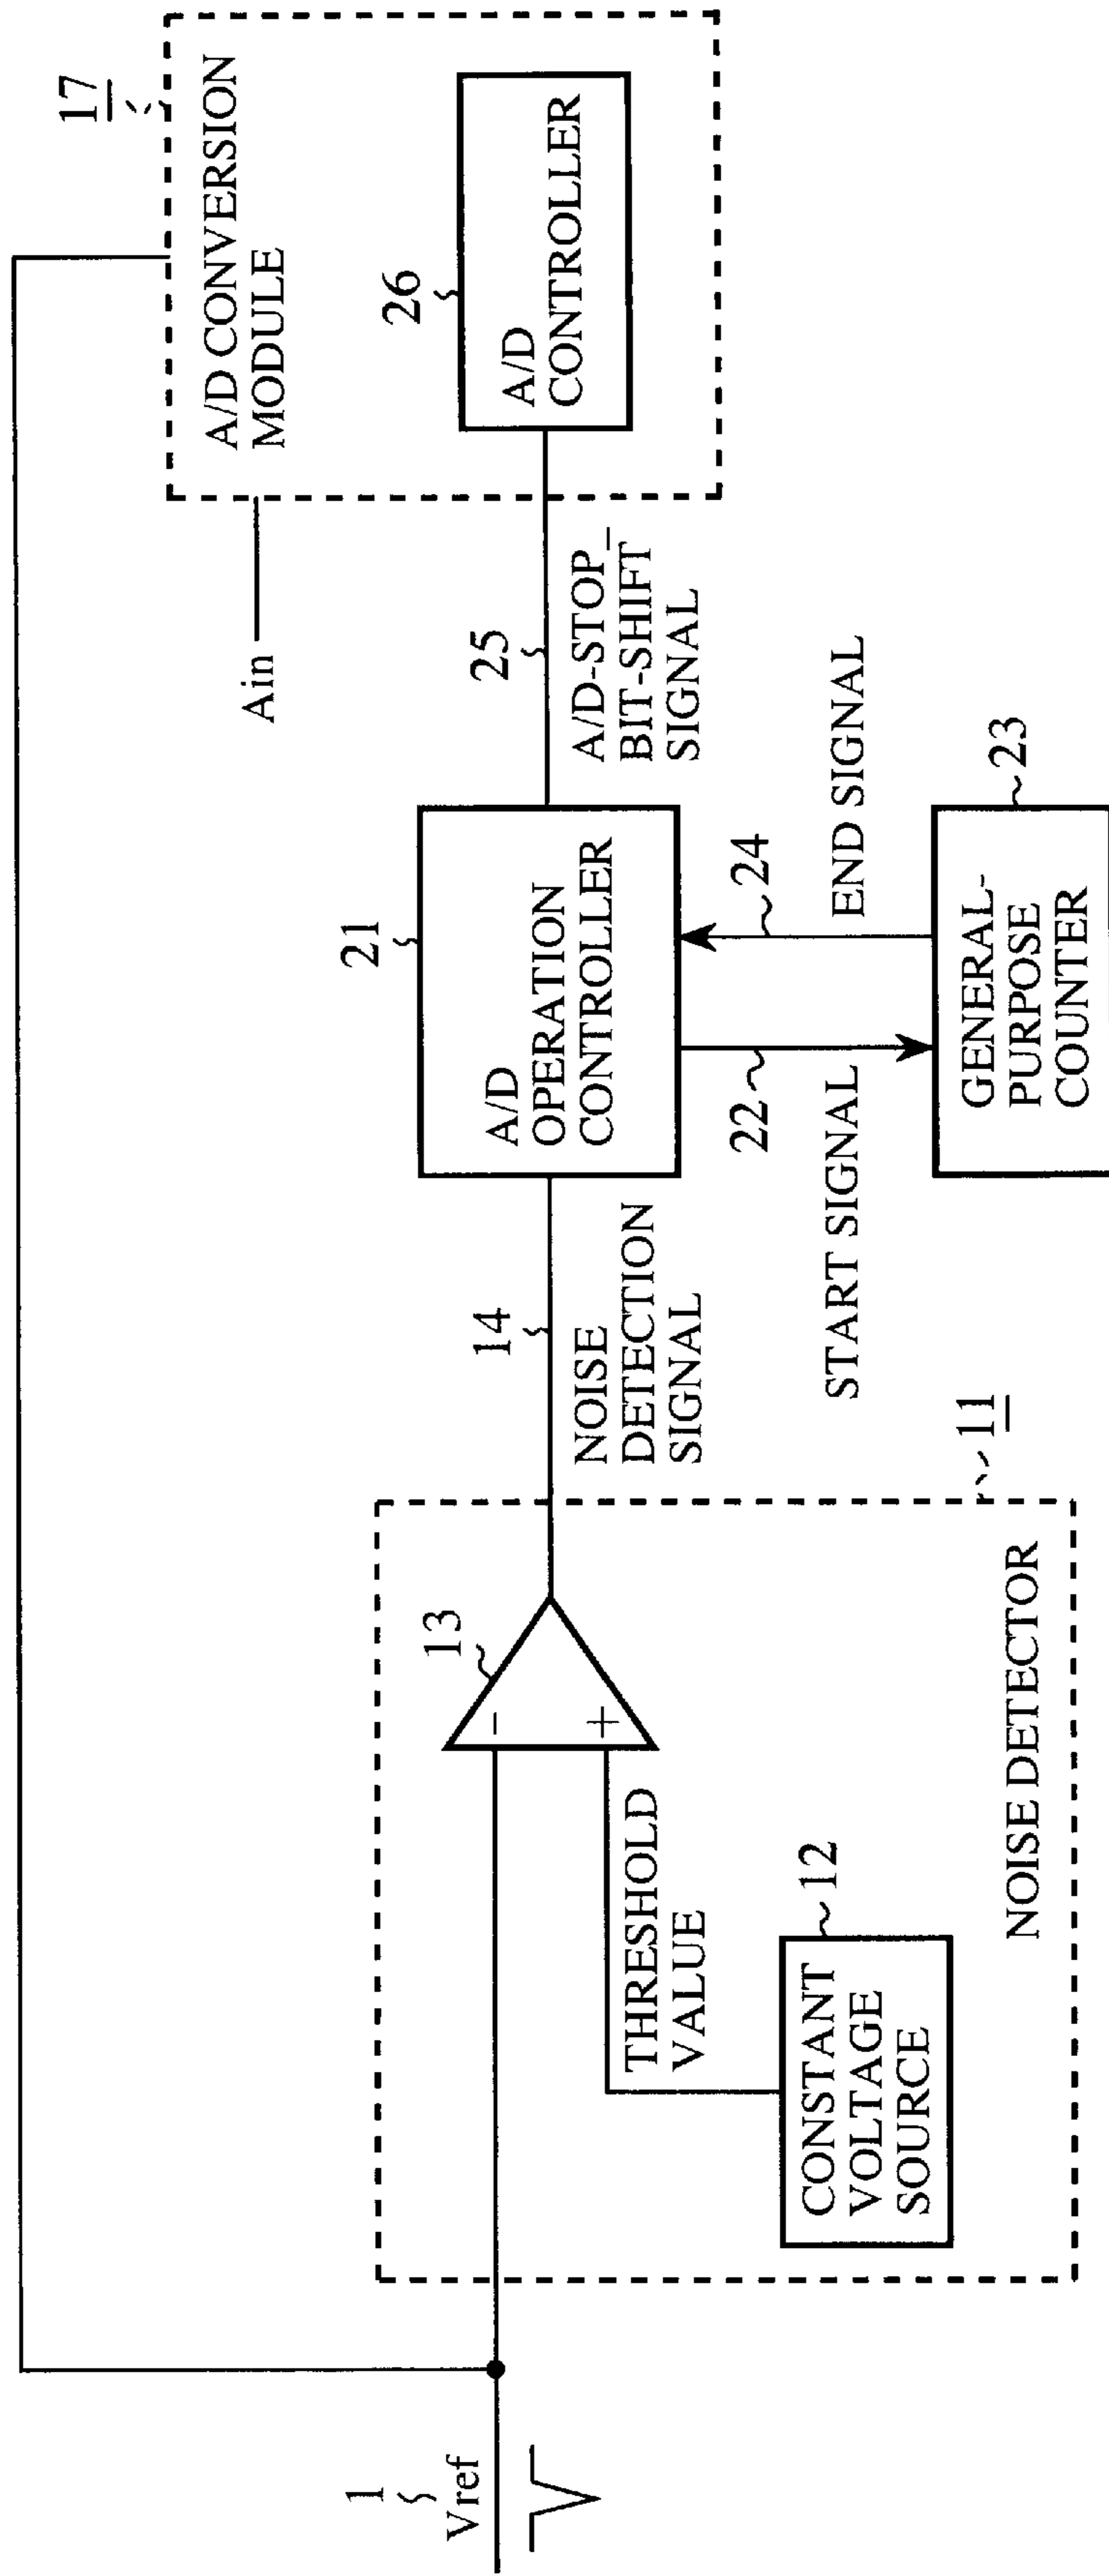 1
Vref
CONSTANT
VOLTAGE
SOURCE
12
THRESHOLD
VALUE
13
−
+
NOISE DETECTOR
11
14
NOISE
DETECTION
SIGNAL
21
A/D
OPERATION
CONTROLLER
22
START SIGNAL
24
END SIGNAL
GENERAL-
PURPOSE
COUNTER
23
25
A/D-STOP_
BIT-SHIFT
SIGNAL
Ain
17
A/D CONVERSION
MODULE
26
A/D
CONTROLLER